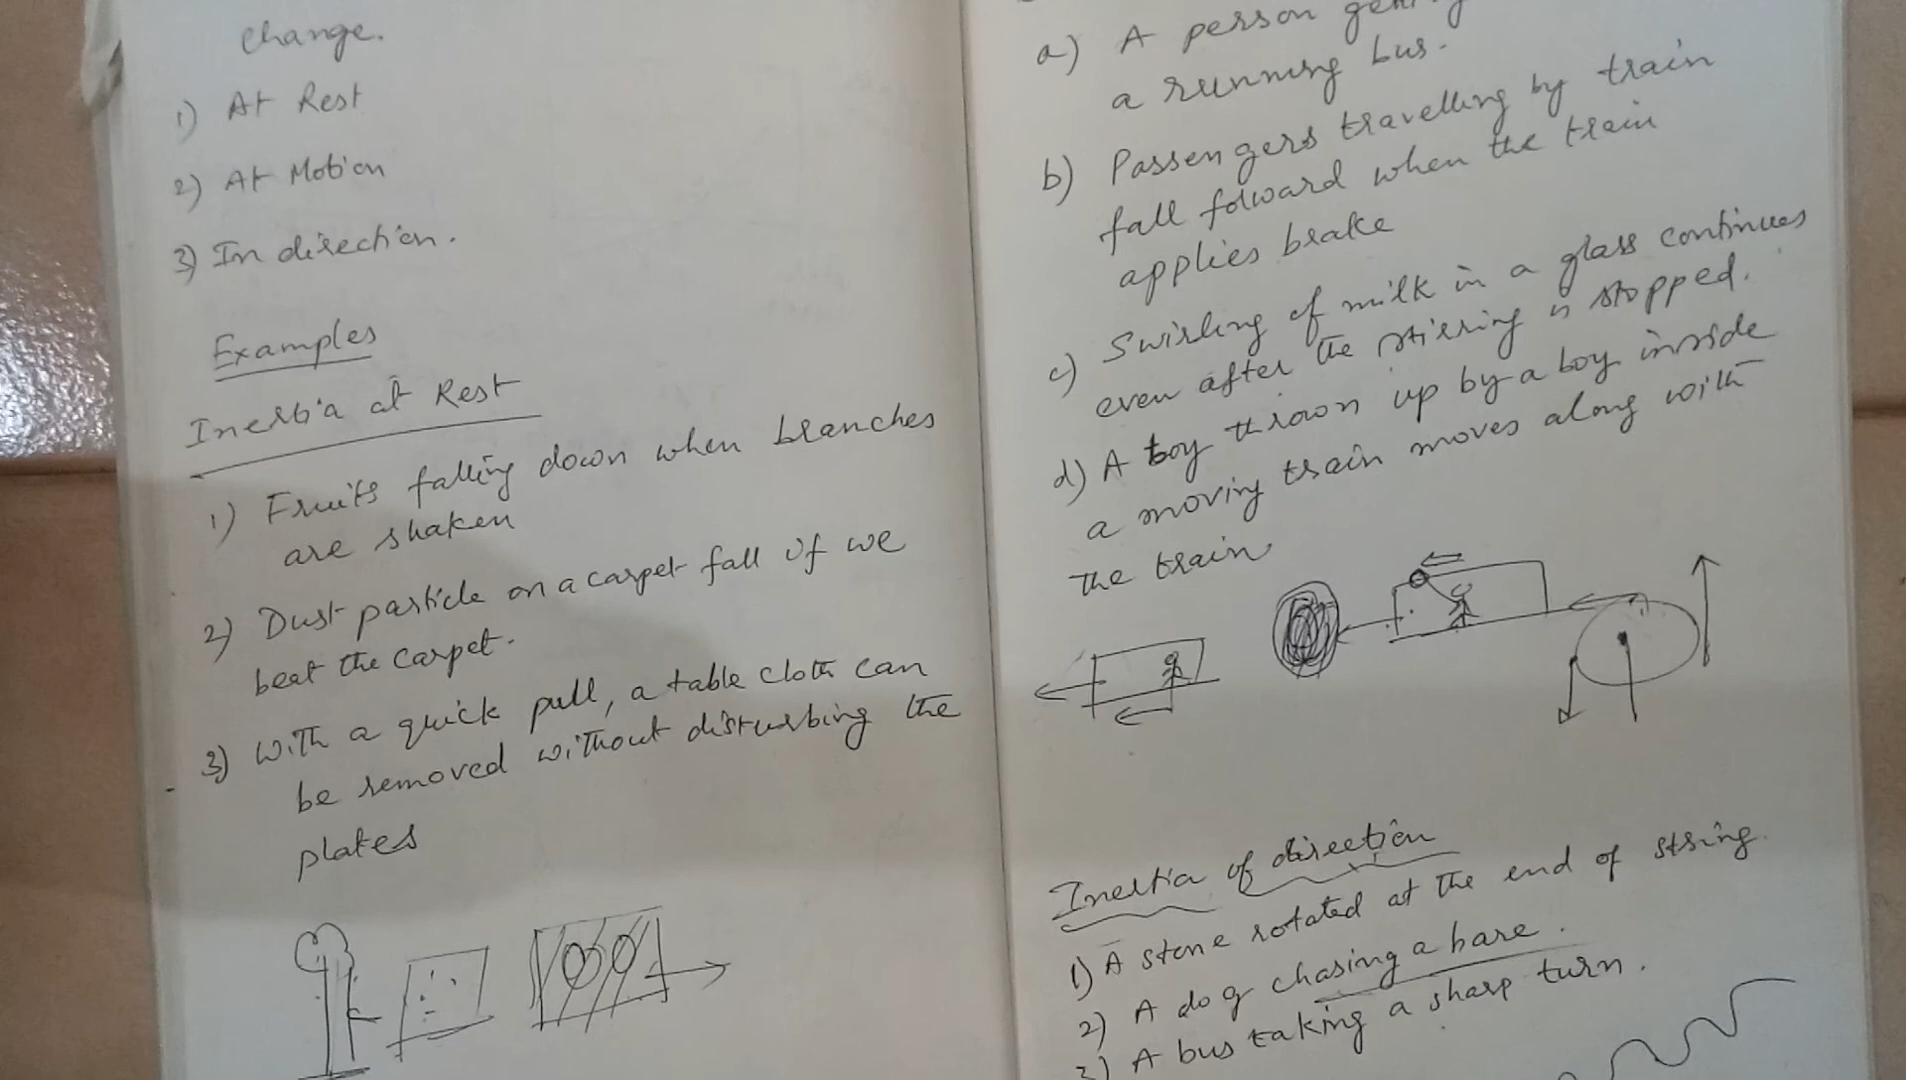 change.
1) At Rest
2) At Motion
3) In direction.
Examples
Inertia at Rest
1) Fruits falling down when branches
are shaken
2) Dust particle on a carpet fall if we
beat the carpet.
3) With a quick pull, a table cloth can
be removed without disturbing the
plates
a) A person
a running bus.
b) Passengers travelling by train
fall forward when the train
applies brake
c) Swirling of milk in a glass continues
even after the stirring is stopped.
d) A toy thrown up by a boy inside
a moving train moves along with
the train
Inertia of direction
1) A stone rotated at the end of string.
2) A dog chasing a hare.
3) A bus taking a sharp turn.